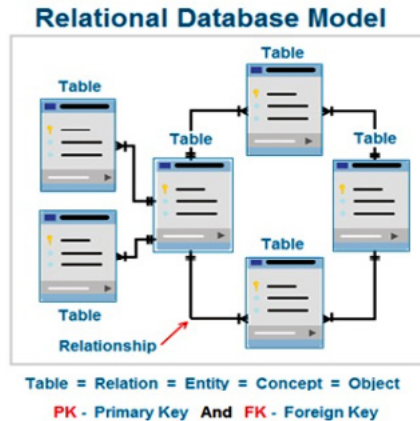 Relational Database Model
Table
Table
Table
Table
Table
Table
Relationship
Table = Relation = Entity = Concept = Object
PK - Primary Key And FK - Foreign Key